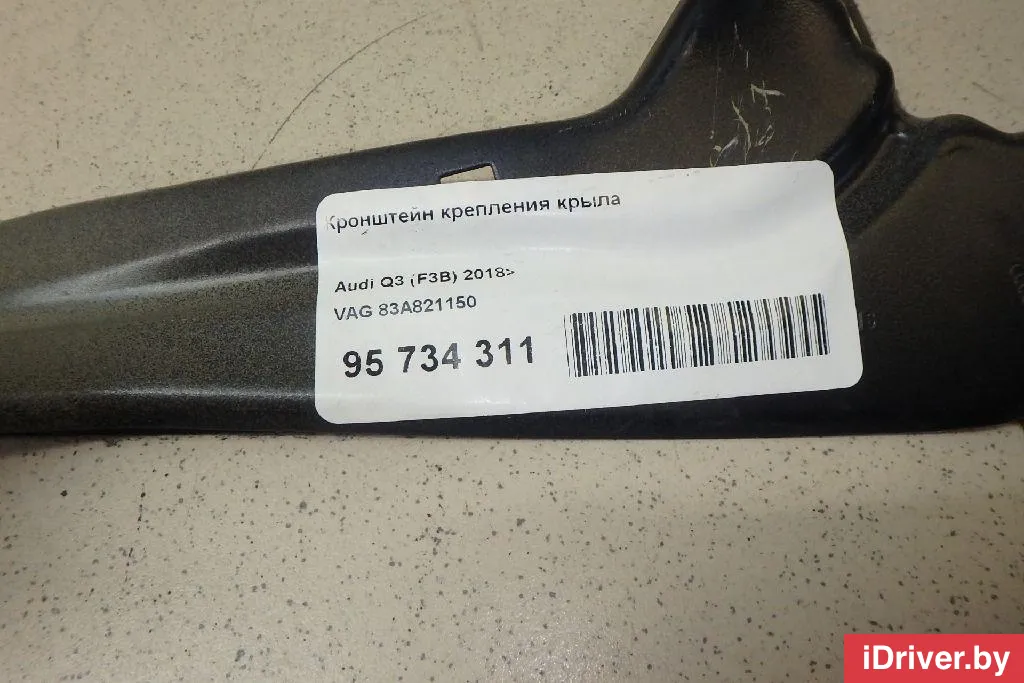 Кронштейн крепления крыла
Audi Q3 (F3B) 2018>
VAG 83A821150
95 734 311
iDriver.by